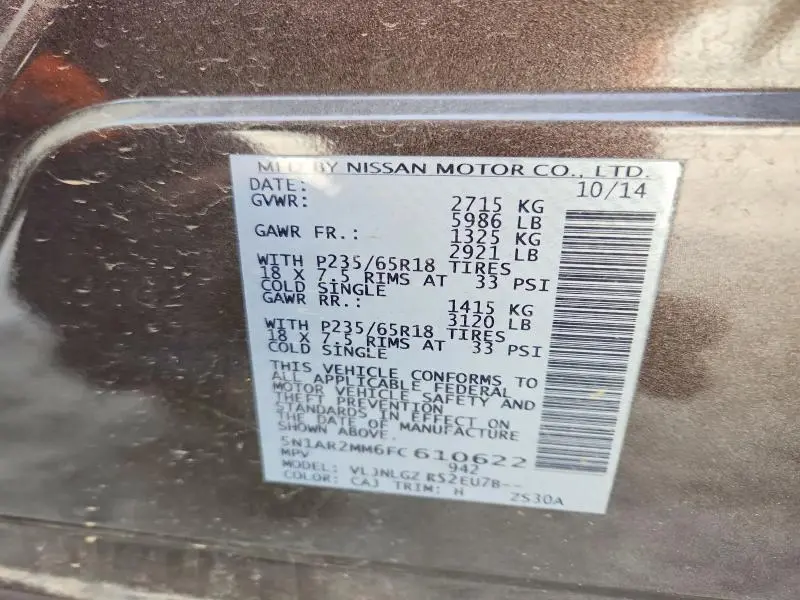 MFD BY NISSAN MOTOR CO., LTD.
DATE: 10/14
GVWR: 2715 KG
5986 LB
GAWR FR.: 1325 KG
2921 LB
WITH P235/65R18 TIRES
18 X 7.5 RIMS AT 33 PSI
COLD SINGLE
GAWR RR.: 1415 KG
3120 LB
WITH P235/65R18 TIRES
18 X 7.5 RIMS AT 33 PSI
COLD SINGLE
THIS VEHICLE CONFORMS TO
ALL APPLICABLE FEDERAL
MOTOR VEHICLE SAFETY AND
THEFT PREVENTION
STANDARDS IN EFFECT ON
THE DATE OF MANUFACTURE
SHOWN ABOVE.
5N1AR2MM6FC610622
MPV 942
MODEL: VLJNLGZ RS2EU7B--
COLOR: CAJ TRIM: H ZS30A